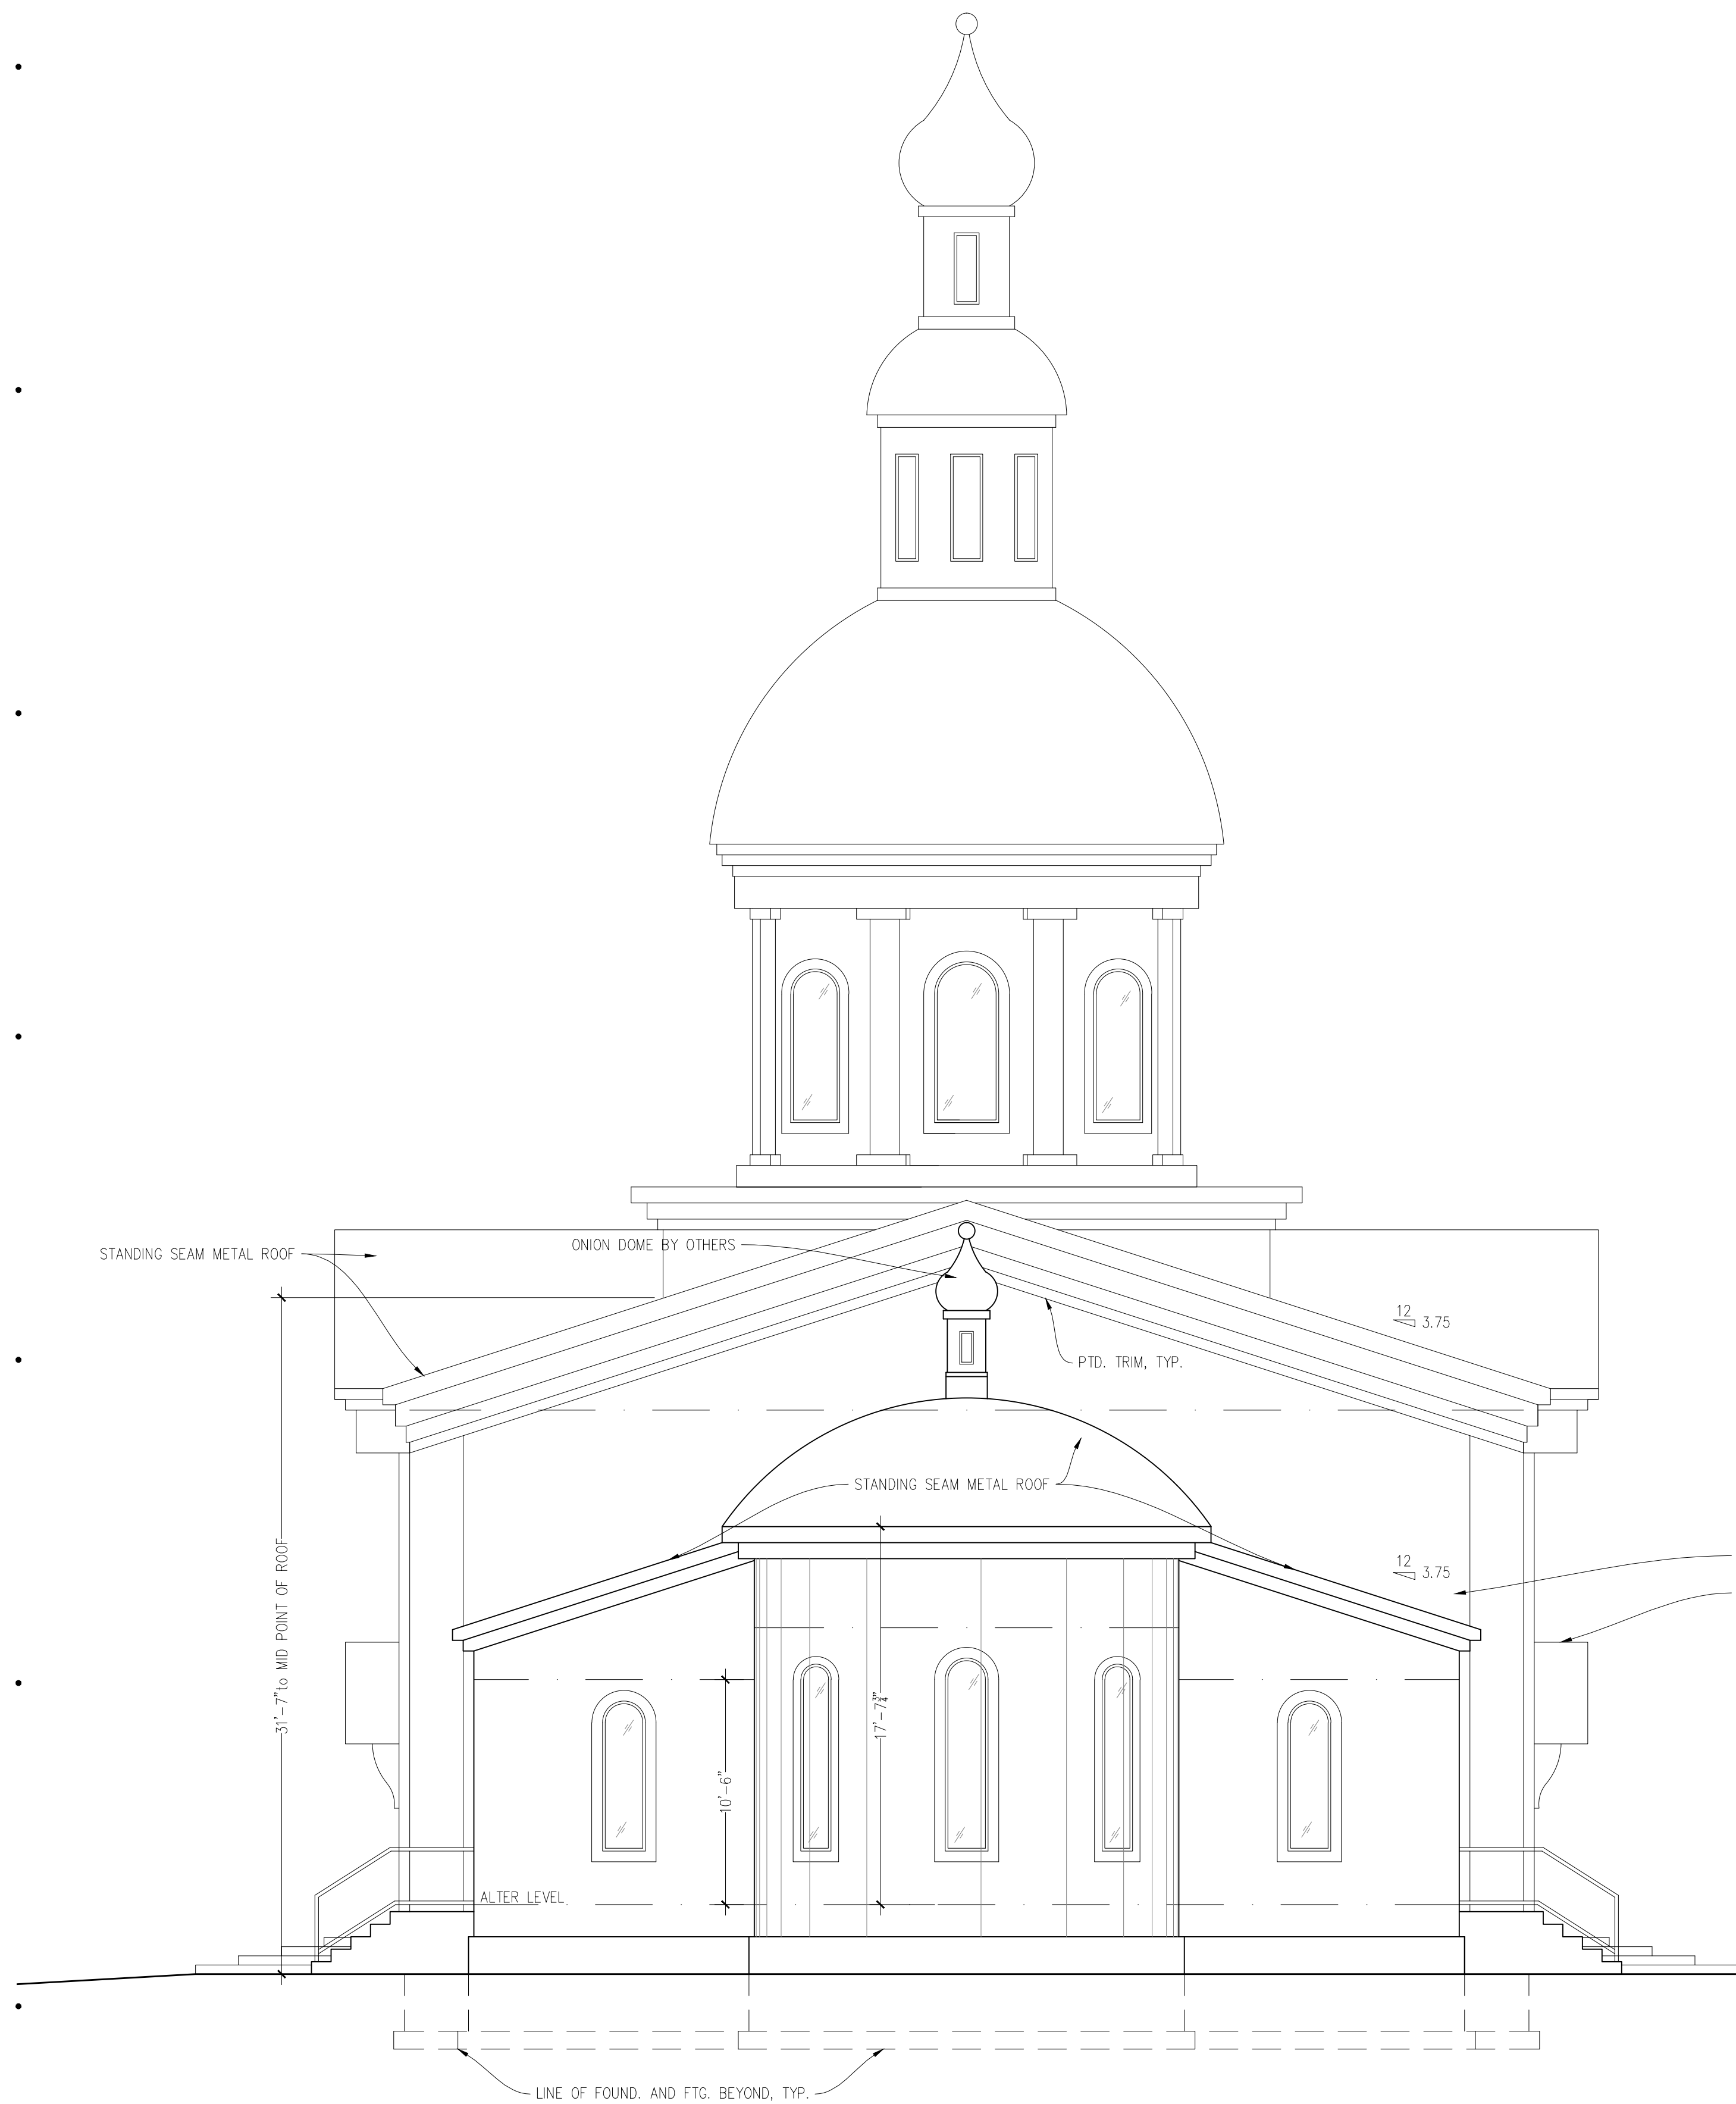 STANDING SEAM METAL ROOF
ONION DOME BY OTHERS
12
3.75
PTD. TRIM, TYP.
STANDING SEAM METAL ROOF
31'-7"to MID POINT OF ROOF
12
3.75
17'-7¾"
10'-6"
ALTER LEVEL
LINE OF FOUND. AND FTG. BEYOND, TYP.